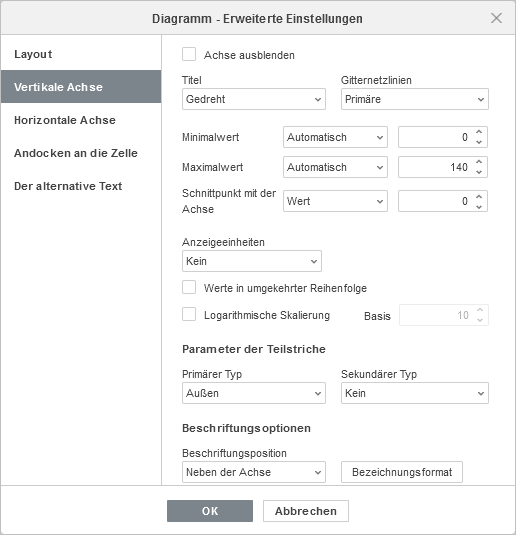 Diagramm - Erweiterte Einstellungen
Layout
Vertikale Achse
Horizontale Achse
Andocken an die Zelle
Der alternative Text
Achse ausblenden
Titel Gitternetzlinien
Gedreht Primäre
Minimalwert Automatisch 0
Maximalwert Automatisch 140
Schnittpunkt mit der
Achse Wert 0
Anzeigeeinheiten
Kein
Werte in umgekehrter Reihenfolge
Logarithmische Skalierung Basis 10
Parameter der Teilstriche
Primärer Typ Sekundärer Typ
Außen Kein
Beschriftungsoptionen
Beschriftungsposition
Neben der Achse Bezeichnungsformat
OK Abbrechen